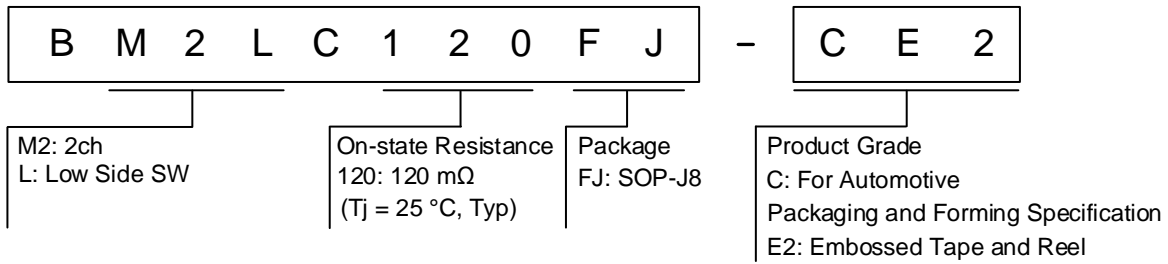 B M 2 L C 1 2 0 F J – C E 2
M2: 2ch
L: Low Side SW
On-state Resistance
120: 120 mΩ
(Tj = 25 °C, Typ)
Package
FJ: SOP-J8
Product Grade
C: For Automotive
Packaging and Forming Specification
E2: Embossed Tape and Reel